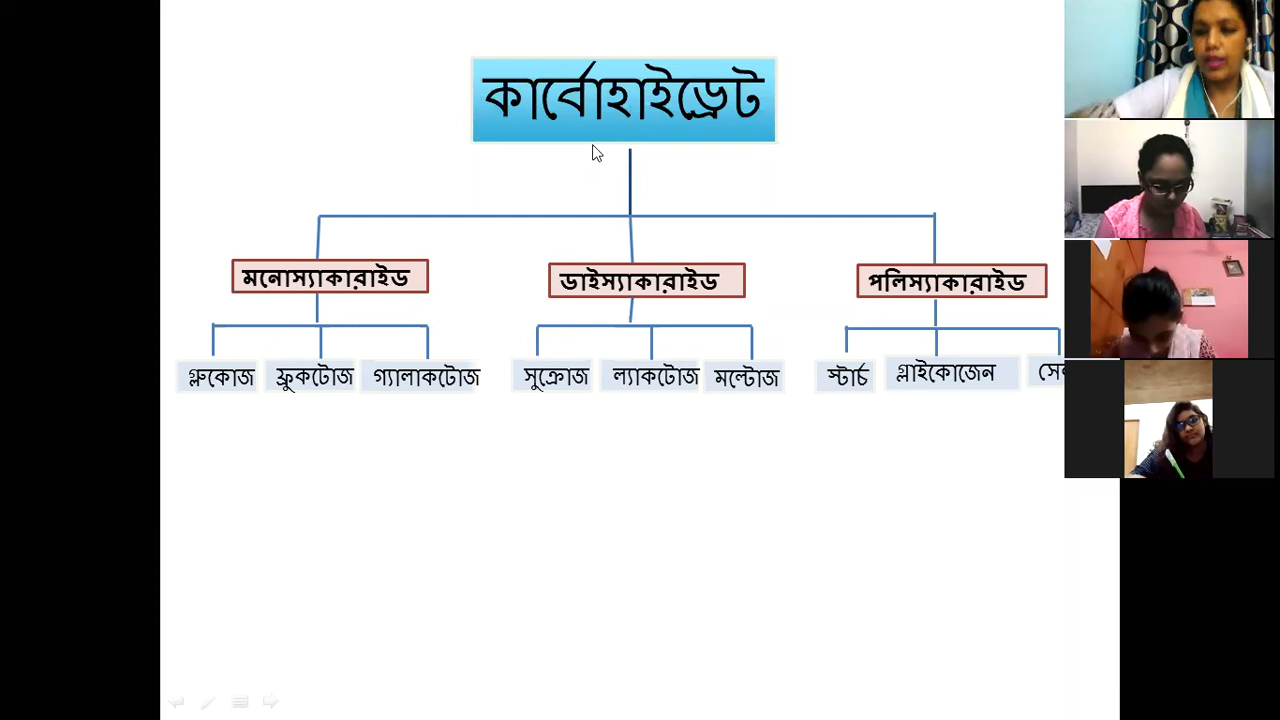 কার্বোহাইড্রেট
মনোস্যাকারাইড
ডাইস্যাকারাইড
পলিস্যাকারাইড
গ্লুকোজ
ফ্রুকটোজ
গ্যালাকটোজ
সুক্রোজ
ল্যাকটোজ
মল্টোজ
স্টার্চ
গ্লাইকোজেন